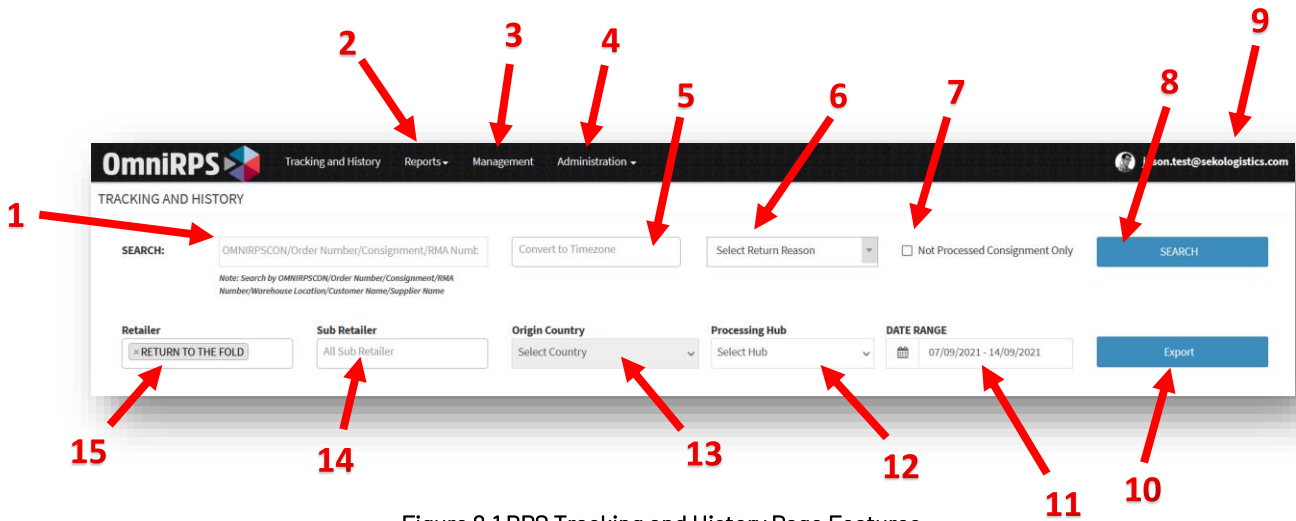 9
3
4
2
5
6
7
8
OmniRPS
Tracking and History Reports Management Administration
son.test@sekologistics.com
TRACKING AND HISTORY
1
SEARCH:
OMNIRPSCON/Order Number/Consignment/RMA Numb
Convert to Timezone
Select Return Reason
Not Processed Consignment Only
SEARCH
Note: Search by OMNIRPSCON/Order Number/Consignment/RMA
Number/Warehouse Location/Customer Name/Supplier Name
Retailer
Sub Retailer
Origin Country
Processing Hub
DATE RANGE
× RETURN TO THE FOLD
All Sub Retailer
Select Country
Select Hub
07/09/2021 - 14/09/2021
Export
15
14
13
12
11
10